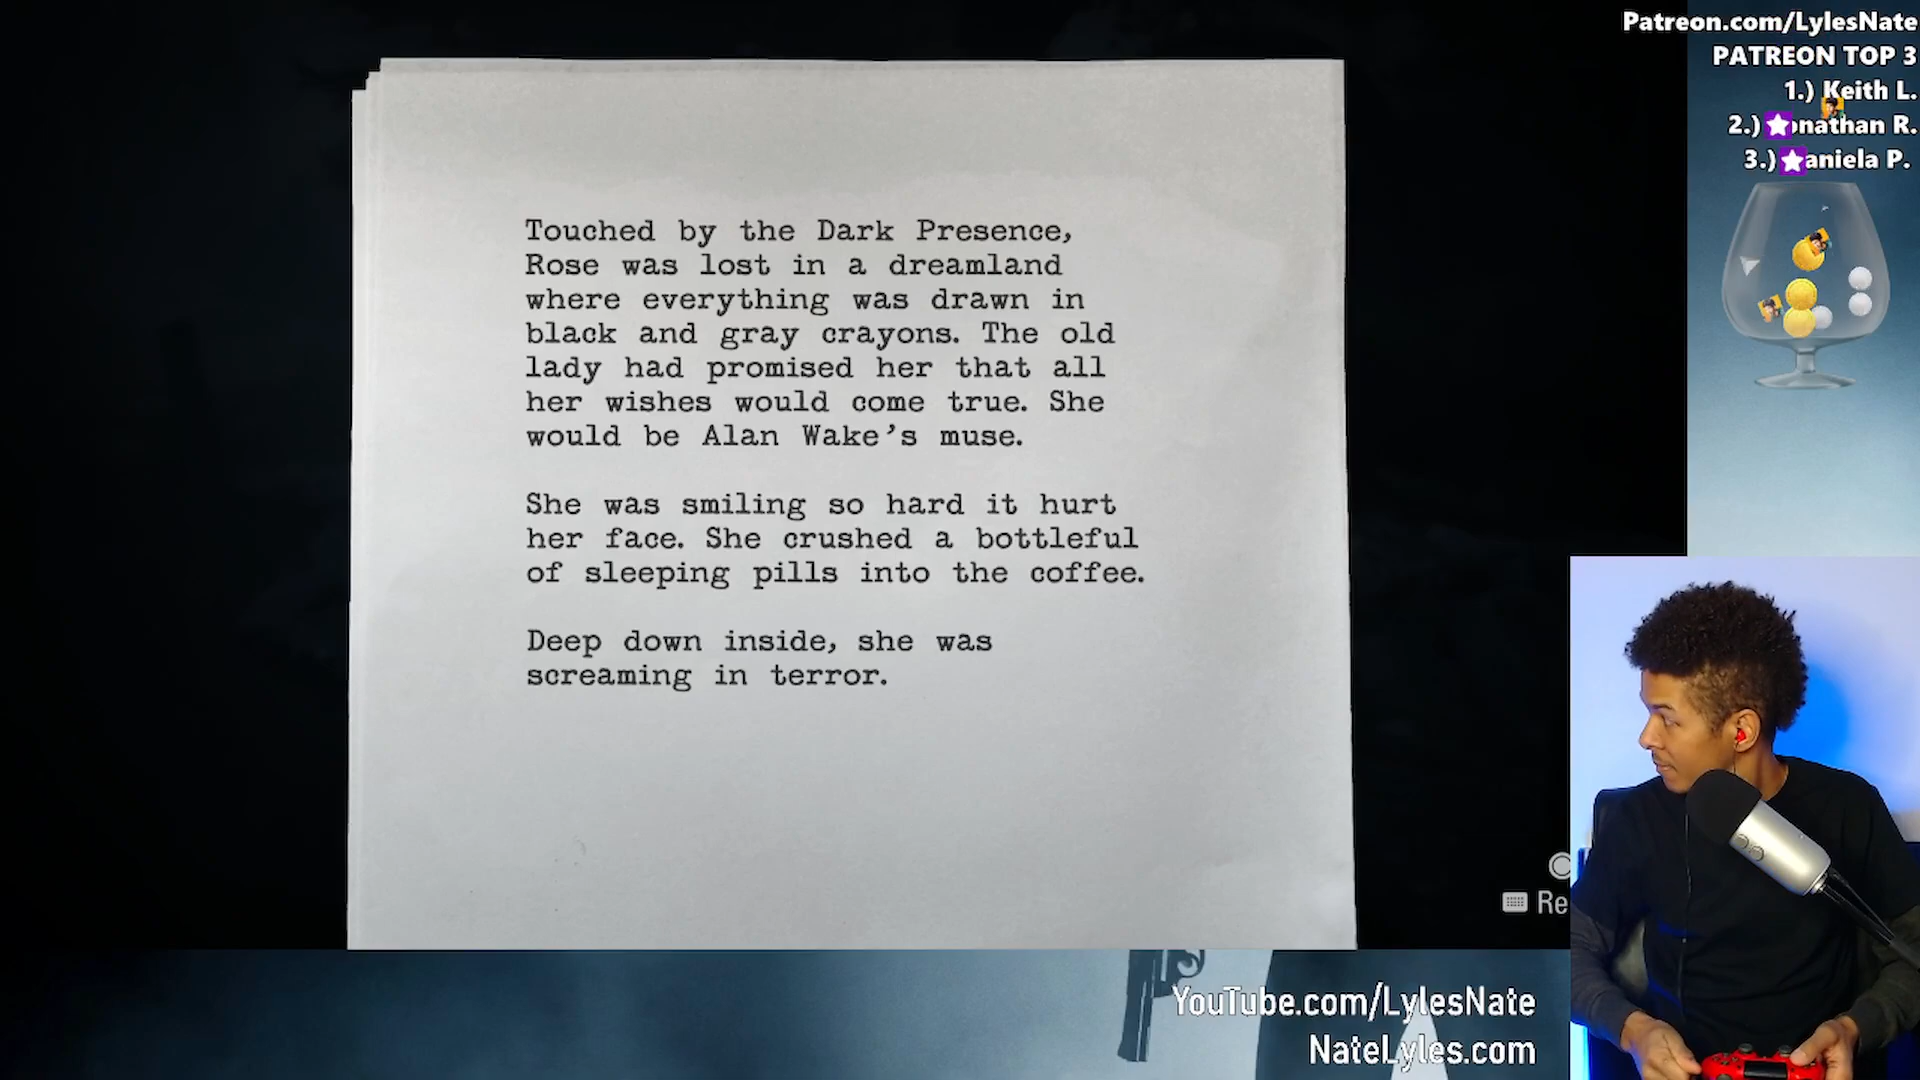 Patreon.com/LylesNate
PATREON TOP 3
1.) Keith L.
2.) onathan R.
3.) aniela P.
Touched by the Dark Presence,
Rose was lost in a dreamland
where everything was drawn in
black and gray crayons. The old
lady had promised her that all
her wishes would come true. She
would be Alan Wake's muse.
She was smiling so hard it hurt
her face. She crushed a bottleful
of sleeping pills into the coffee.
Deep down inside, she was
screaming in terror.
Re
YouTube.com/LylesNate
NateLyles.com